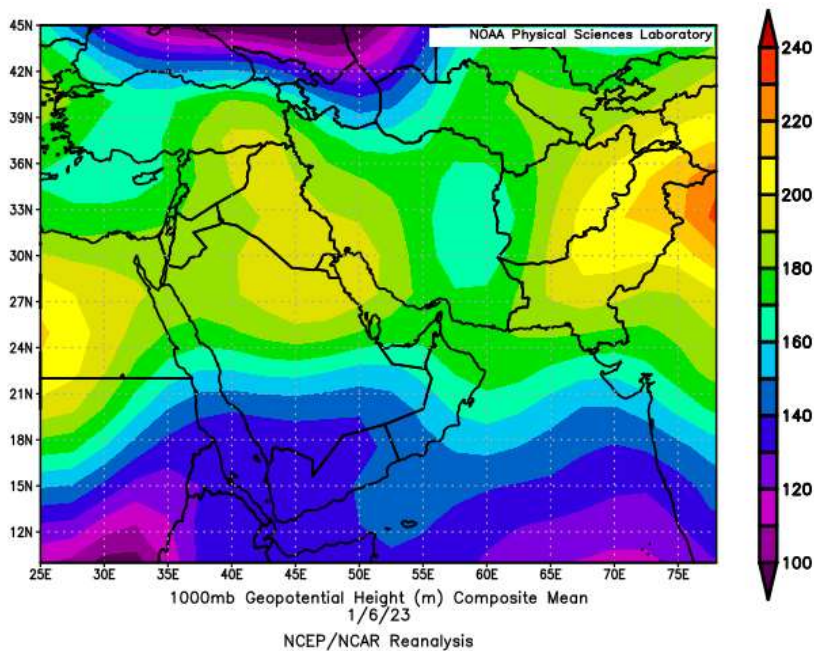 NOAA Physical Sciences Laboratory
45N
42N
39N
36N
33N
30N
27N
24N
21N
18N
15N
12N
25E 30E 35E 40E 45E 50E 55E 60E 65E 70E 75E
240
220
200
180
160
140
120
100
1000mb Geopotential Height (m) Composite Mean
1/6/23
NCEP/NCAR Reanalysis